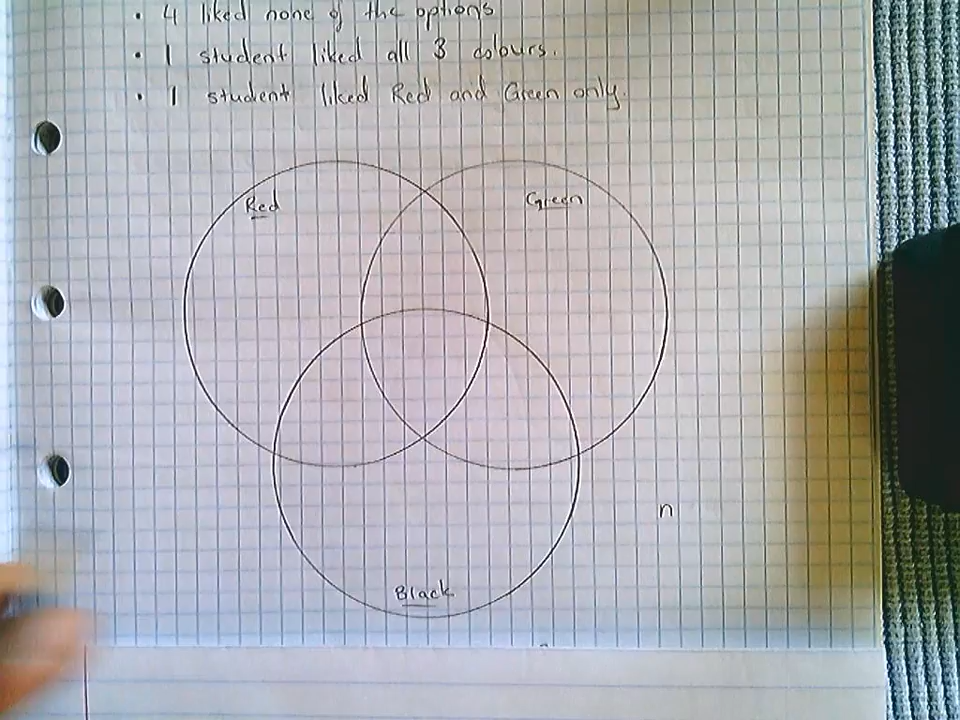 • 4 liked none of the options
• 1 student liked all 3 colours.
• 1 student liked Red and Green only.
Red
Green
n
Black